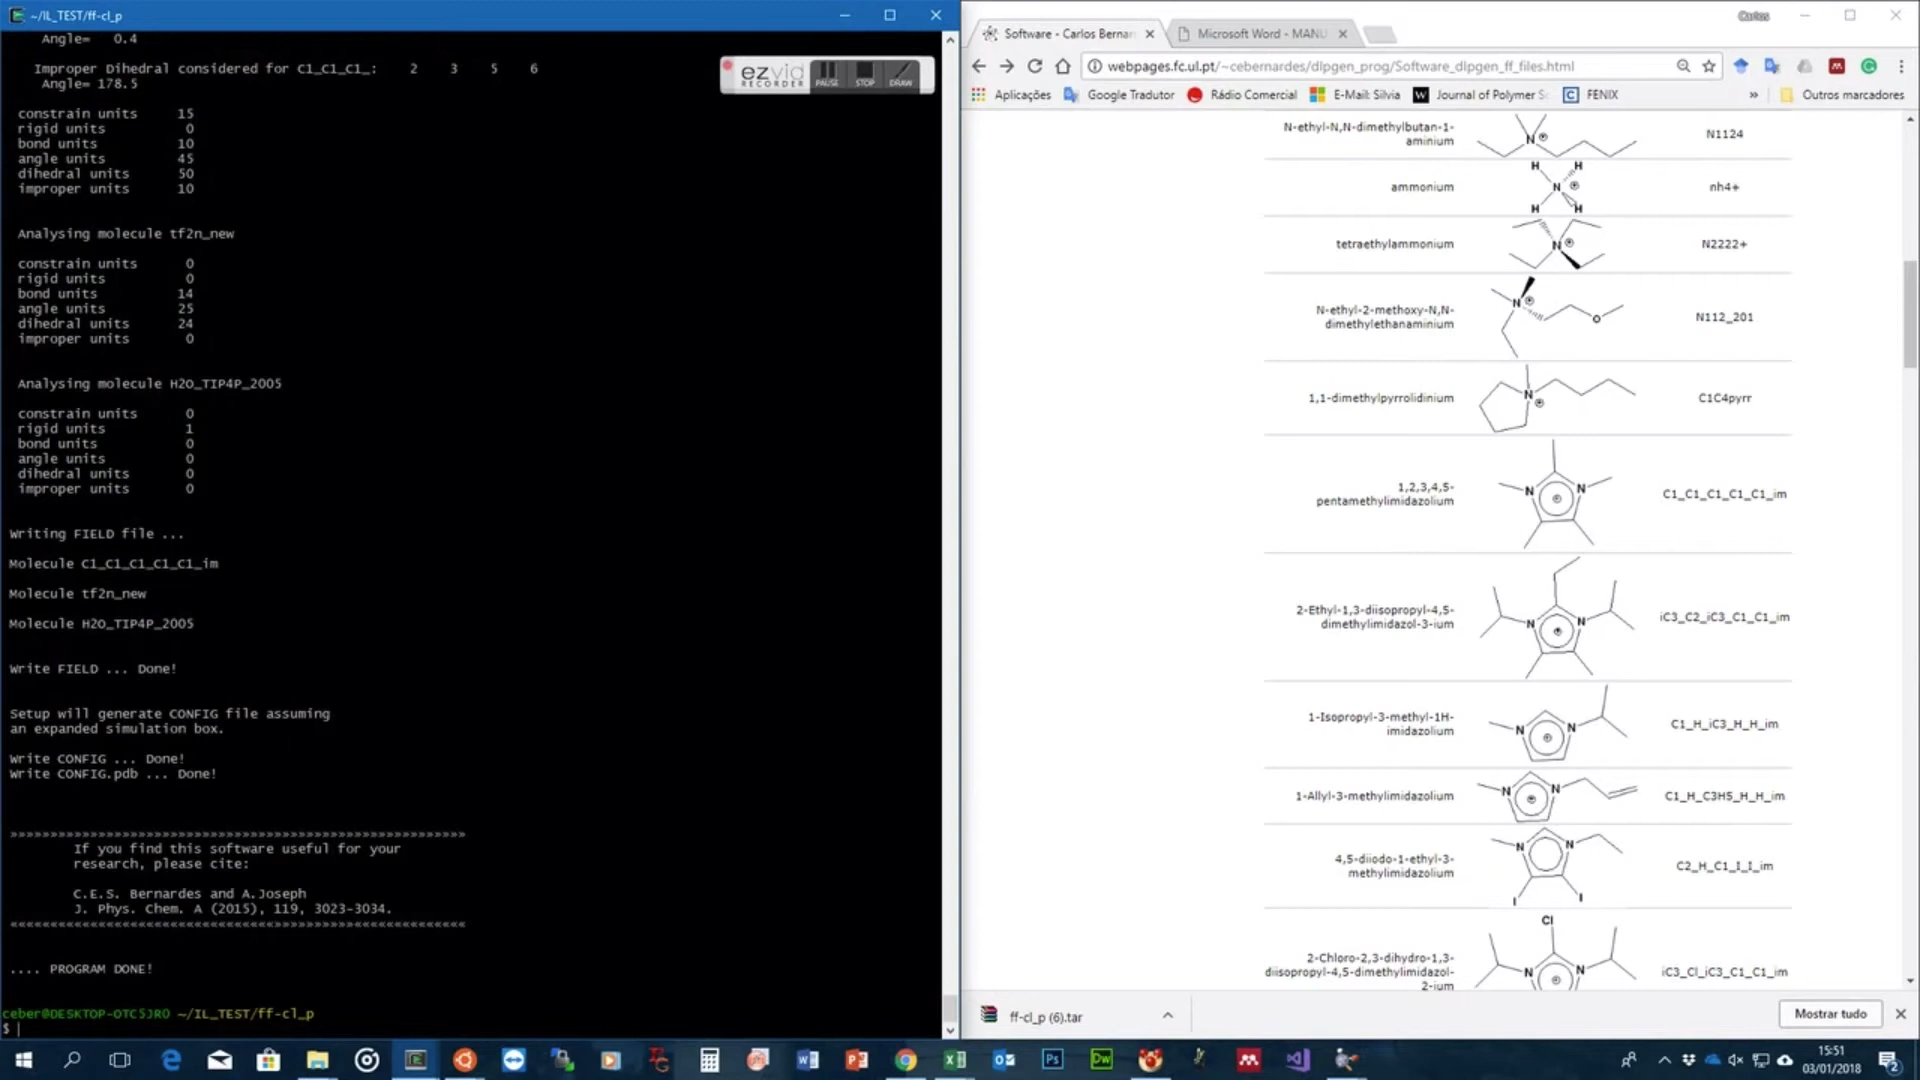 ~/IL_TEST/ff-cl_p
Angle=   0.4
Improper Dihedral considered for C1_C1_C1_:    2    3    5    6
Angle= 178.5
constrain units     15
rigid units          0
bond units          10
angle units         45
dihedral units      50
improper units      10
Analysing molecule tf2n_new
constrain units      0
rigid units          0
bond units          14
angle units         25
dihedral units      24
improper units       0
Analysing molecule H2O_TIP4P_2005
constrain units      0
rigid units          1
bond units           0
angle units          0
dihedral units       0
improper units       0
Writing FIELD file ...
Molecule C1_C1_C1_C1_C1_im
Molecule tf2n_new
Molecule H2O_TIP4P_2005
Write FIELD ... Done!
Setup will generate CONFIG file assuming
an expanded simulation box.
Write CONFIG ... Done!
Write CONFIG.pdb ... Done!
»»»»»»»»»»»»»»»»»»»»»»»»»»»»»»»»»»»»»»»»»»»»»»»»»»»»»»»»»
If you find this software useful for your
research, please cite:
C.E.S. Bernardes and A.Joseph
J. Phys. Chem. A (2015), 119, 3023-3034.
«««««««««««««««««««««««««««««««««««««««««««««««««««««««««
.... PROGRAM DONE!
ceber@DESKTOP-OTC5JR0 ~/IL_TEST/ff-cl_p
$
ezvid
RECORDER
PAUSE STOP DRAW
Software - Carlos Bernar
Microsoft Word - MANU
Carlos
webpages.fc.ul.pt/~cebernardes/dlpgen_prog/Software_dlpgen_ff_files.html
Aplicações Google Tradutor Rádio Comercial E-Mail: Silvia W Journal of Polymer Sc C FENIX » Outros marcadores
N-ethyl-N,N-dimethylbutan-1-
aminium
N
N1124
ammonium
H H
N
H H
nh4+
tetraethylammonium
N
N2222+
N-ethyl-2-methoxy-N,N-
dimethylethanaminium
N
O
N112_201
1,1-dimethylpyrrolidinium
N
C1C4pyrr
1,2,3,4,5-
pentamethylimidazolium
N N
C1_C1_C1_C1_C1_im
2-Ethyl-1,3-diisopropyl-4,5-
dimethylimidazol-3-ium
N N
iC3_C2_iC3_C1_C1_im
1-Isopropyl-3-methyl-1H-
imidazolium
N N
C1_H_iC3_H_H_im
1-Allyl-3-methylimidazolium
N N
C1_H_C3H5_H_H_im
4,5-diiodo-1-ethyl-3-
methylimidazolium
N N
I I
C2_H_C1_I_I_im
2-Chloro-2,3-dihydro-1,3-
diisopropyl-4,5-dimethylimidazol-
2-ium
Cl
N N
iC3_Cl_iC3_C1_C1_im
ff-cl_p (6).tar
Mostrar tudo
15:51
03/01/2018
2